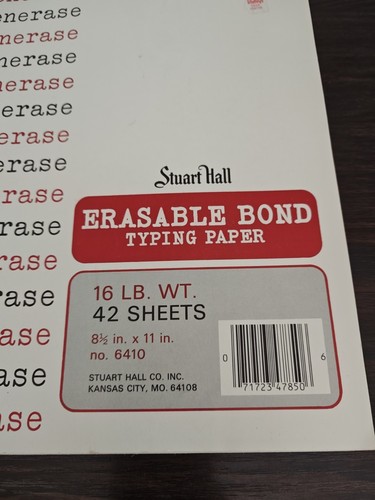 enerase
nerase
nerase
nerase
erase
erase
erase
erase
rase
rase
rase
rase
ase
ase
Stuart Hall
ERASABLE BOND
TYPING PAPER
16 LB. WT.
42 SHEETS
8½ in. x 11 in.
no. 6410
STUART HALL CO. INC.
KANSAS CITY, MO. 64108
0 71723 47850 6